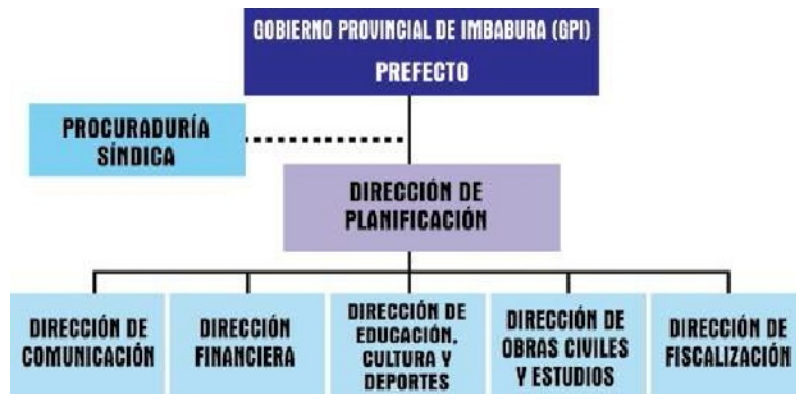 GOBIERNO PROVINCIAL DE IMBABURA (GPI)
PREFECTO
PROCURADURÍA
SÍNDICA
DIRECCIÓN DE
PLANIFICACIÓN
DIRECCIÓN DE
COMUNICACIÓN
DIRECCIÓN
FINANCIERA
DIRECCIÓN DE
EDUCACIÓN,
CULTURA Y
DEPORTES
DIRECCIÓN DE
OBRAS CIVILES
Y ESTUDIOS
DIRECCIÓN DE
FISCALIZACIÓN